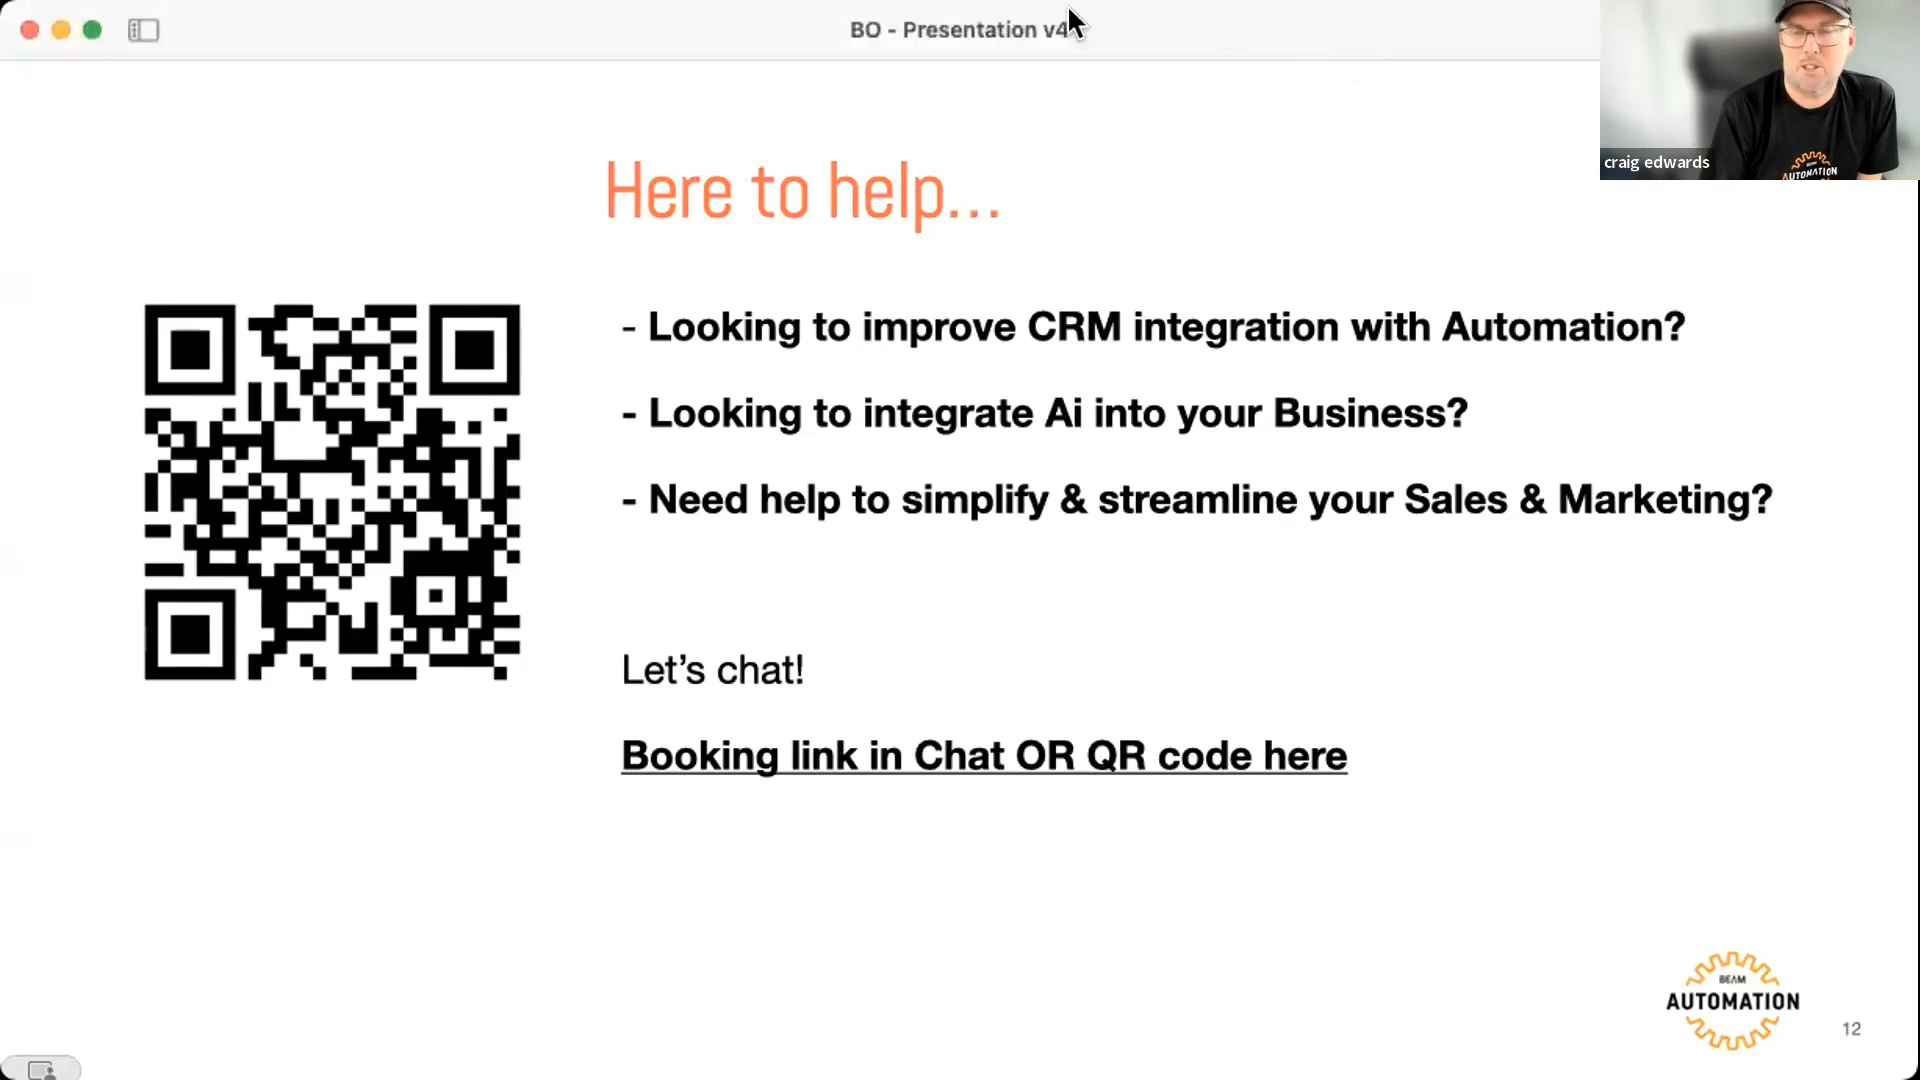 BO - Presentation v4
craig edwards
BEAM
AUTOMATION
Here to help...
- Looking to improve CRM integration with Automation?
- Looking to integrate Ai into your Business?
- Need help to simplify & streamline your Sales & Marketing?
Let’s chat!
Booking link in Chat OR QR code here
BEAM
AUTOMATION
12